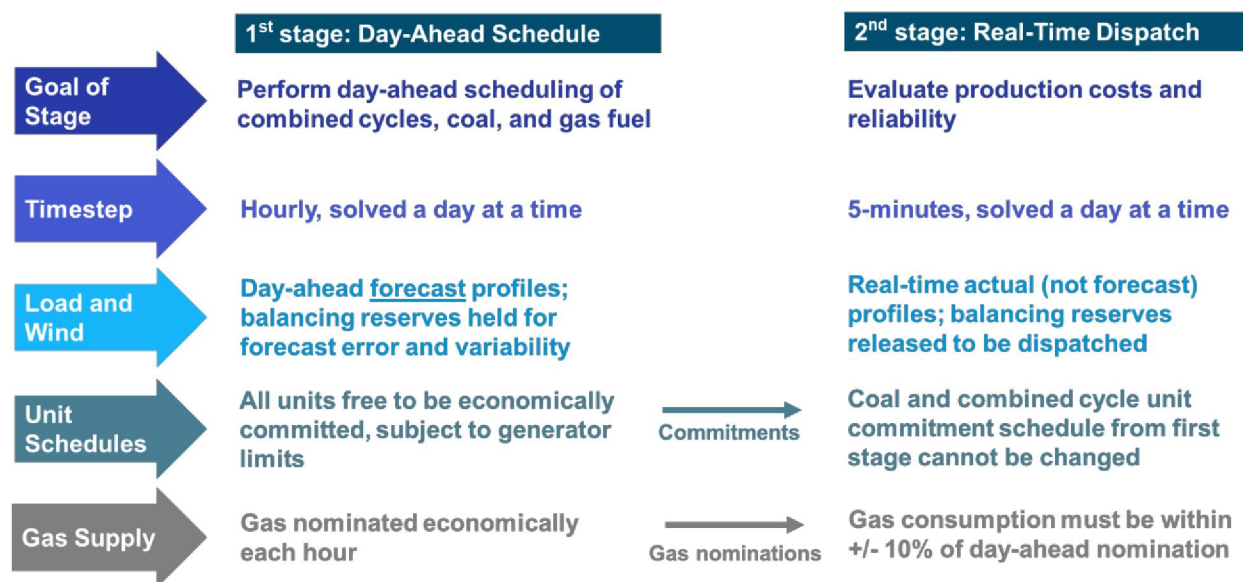 1st stage: Day-Ahead Schedule
2nd stage: Real-Time Dispatch
Goal of
Stage
Perform day-ahead scheduling of
combined cycles, coal, and gas fuel
Evaluate production costs and
reliability
Timestep
Hourly, solved a day at a time
5-minutes, solved a day at a time
Load and
Wind
Day-ahead forecast profiles;
balancing reserves held for
forecast error and variability
Real-time actual (not forecast)
profiles; balancing reserves
released to be dispatched
Unit
Schedules
All units free to be economically
committed, subject to generator
limits
Commitments
Coal and combined cycle unit
commitment schedule from first
stage cannot be changed
Gas Supply
Gas nominated economically
each hour
Gas nominations
Gas consumption must be within
+/- 10% of day-ahead nomination